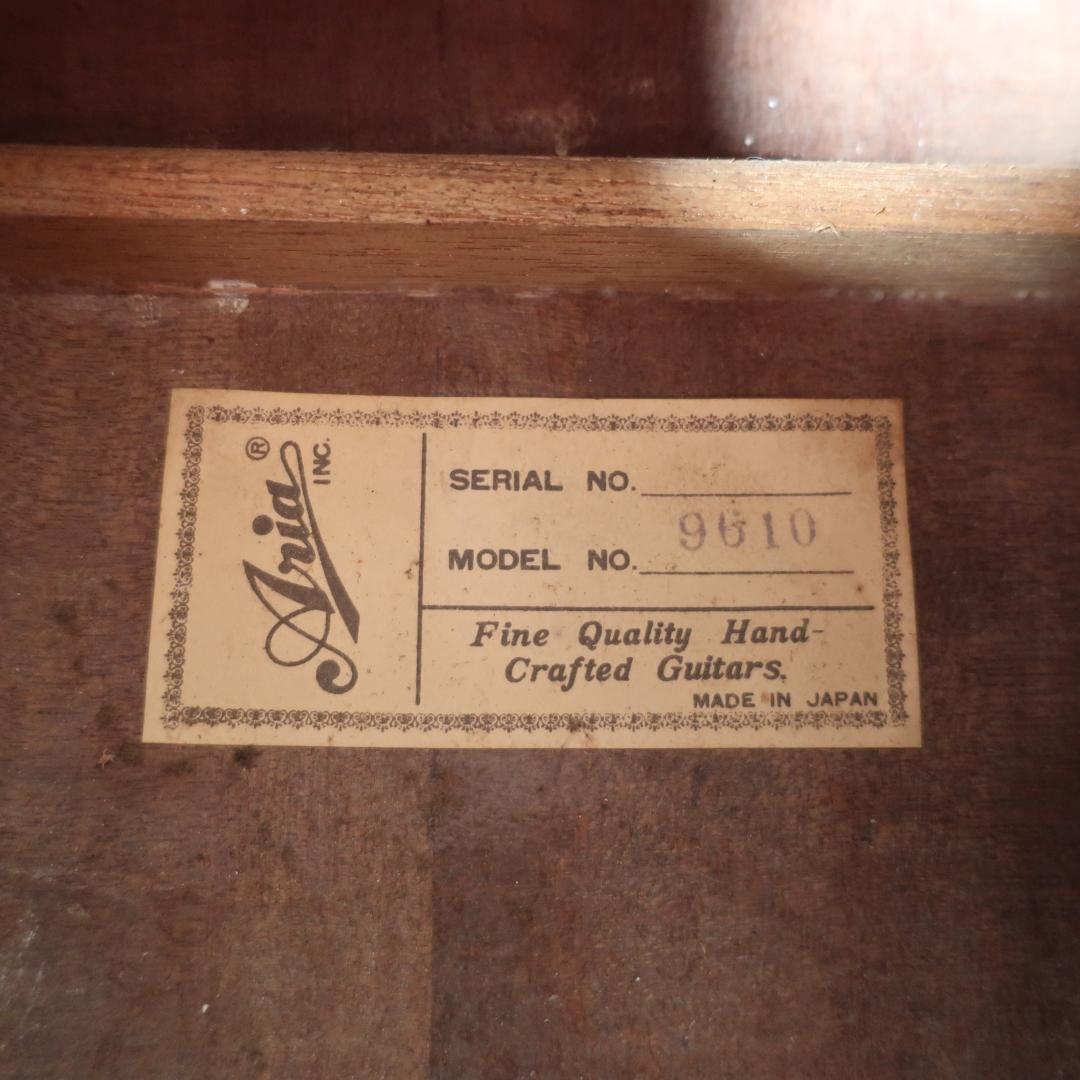 Aria® INC.
SERIAL NO.
9610
MODEL NO.
Fine Quality Hand-
Crafted Guitars.
MADE IN JAPAN